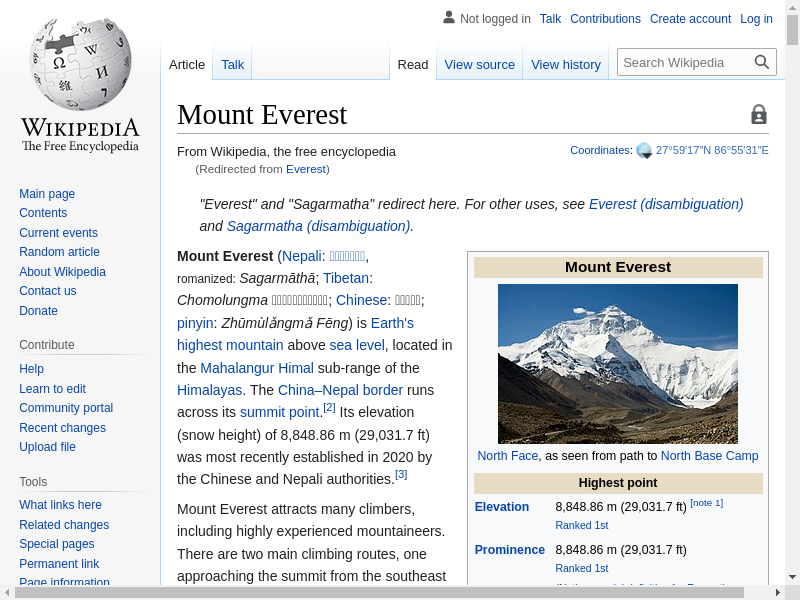 Not logged in Talk Contributions Create account Log in
Article Talk Read View source View history Search Wikipedia
WIKIPEDIA
The Free Encyclopedia
Main page
Contents
Current events
Random article
About Wikipedia
Contact us
Donate
Contribute
Help
Learn to edit
Community portal
Recent changes
Upload file
Tools
What links here
Related changes
Special pages
Permanent link
Page information
Mount Everest
From Wikipedia, the free encyclopedia
Coordinates: 27°59′17″N 86°55′31″E
(Redirected from Everest)
"Everest" and "Sagarmatha" redirect here. For other uses, see Everest (disambiguation)
and Sagarmatha (disambiguation).
Mount Everest (Nepali: ,
romanized: Sagarmāthā; Tibetan:
Chomolungma ; Chinese: ;
pinyin: Zhūmùlǎngmǎ Fēng) is Earth's
highest mountain above sea level, located in
the Mahalangur Himal sub-range of the
Himalayas. The China–Nepal border runs
across its summit point.[2] Its elevation
(snow height) of 8,848.86 m (29,031.7 ft)
was most recently established in 2020 by
the Chinese and Nepali authorities.[3]
Mount Everest attracts many climbers,
including highly experienced mountaineers.
There are two main climbing routes, one
approaching the summit from the southeast
Mount Everest
North Face, as seen from path to North Base Camp
Highest point
Elevation 8,848.86 m (29,031.7 ft) [note 1]
Ranked 1st
Prominence 8,848.86 m (29,031.7 ft)
Ranked 1st